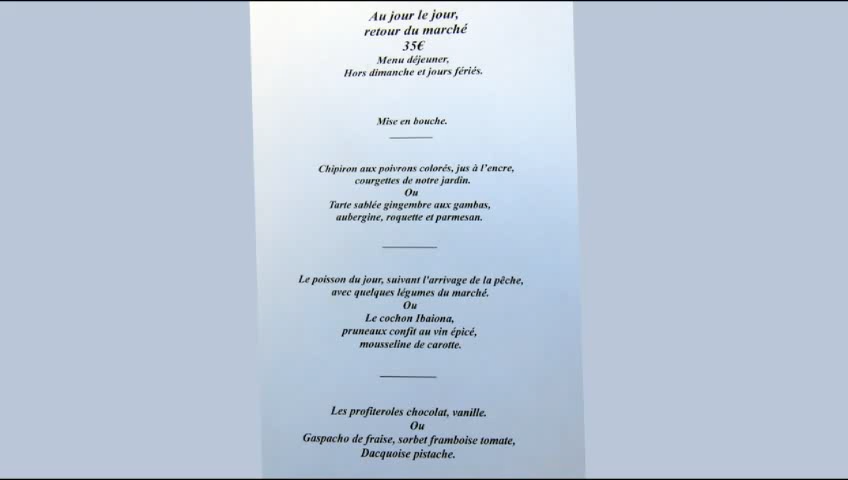 Au jour le jour,
retour du marché
35€
Menu déjeuner,
Hors dimanche et jours fériés.
Mise en bouche.
Chipiron aux poivrons colorés, jus à l'encre,
courgettes de notre jardin.
Ou
Tarte sablée gingembre aux gambas,
aubergine, roquette et parmesan.
Le poisson du jour, suivant l'arrivage de la pêche,
avec quelques légumes du marché.
Ou
Le cochon Ibaiona,
pruneaux confit au vin épicé,
mousseline de carotte.
Les profiteroles chocolat, vanille.
Ou
Gaspacho de fraise, sorbet framboise tomate,
Dacquoise pistache.